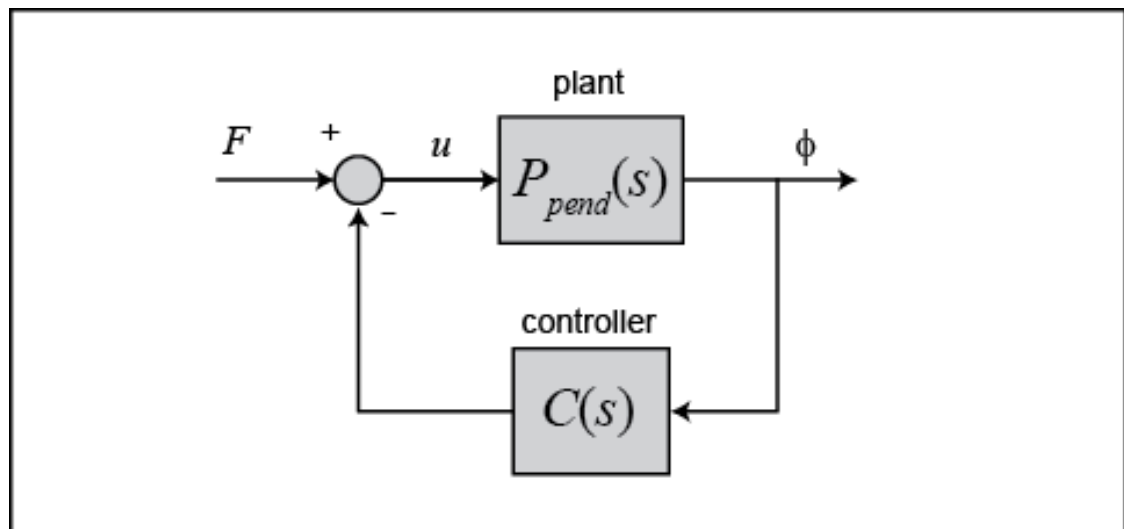 plant
F
+
u
P_pend(s)
ϕ
-
controller
C(s)